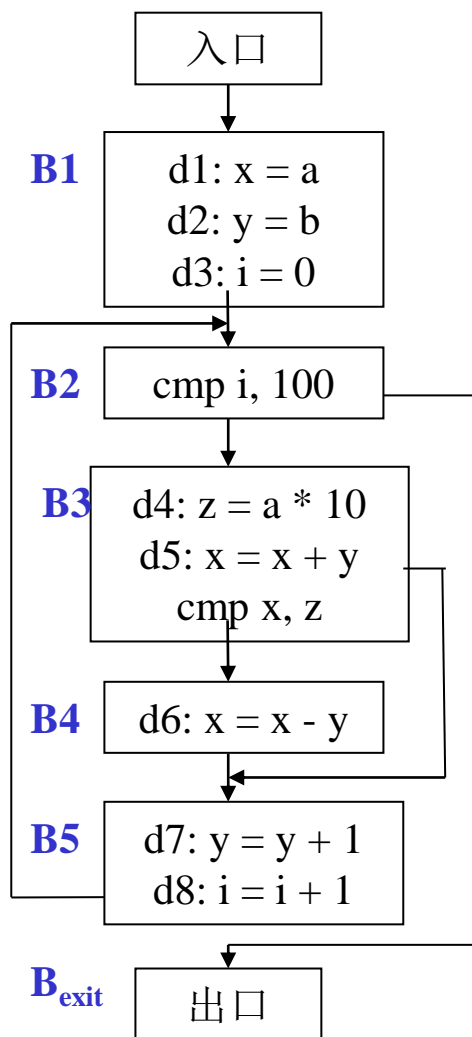 入口
B1
d1: x = a
d2: y = b
d3: i = 0
B2
cmp i, 100
B3
d4: z = a * 10
d5: x = x + y
cmp x, z
B4
d6: x = x - y
B5
d7: y = y + 1
d8: i = i + 1
Bexit
出口